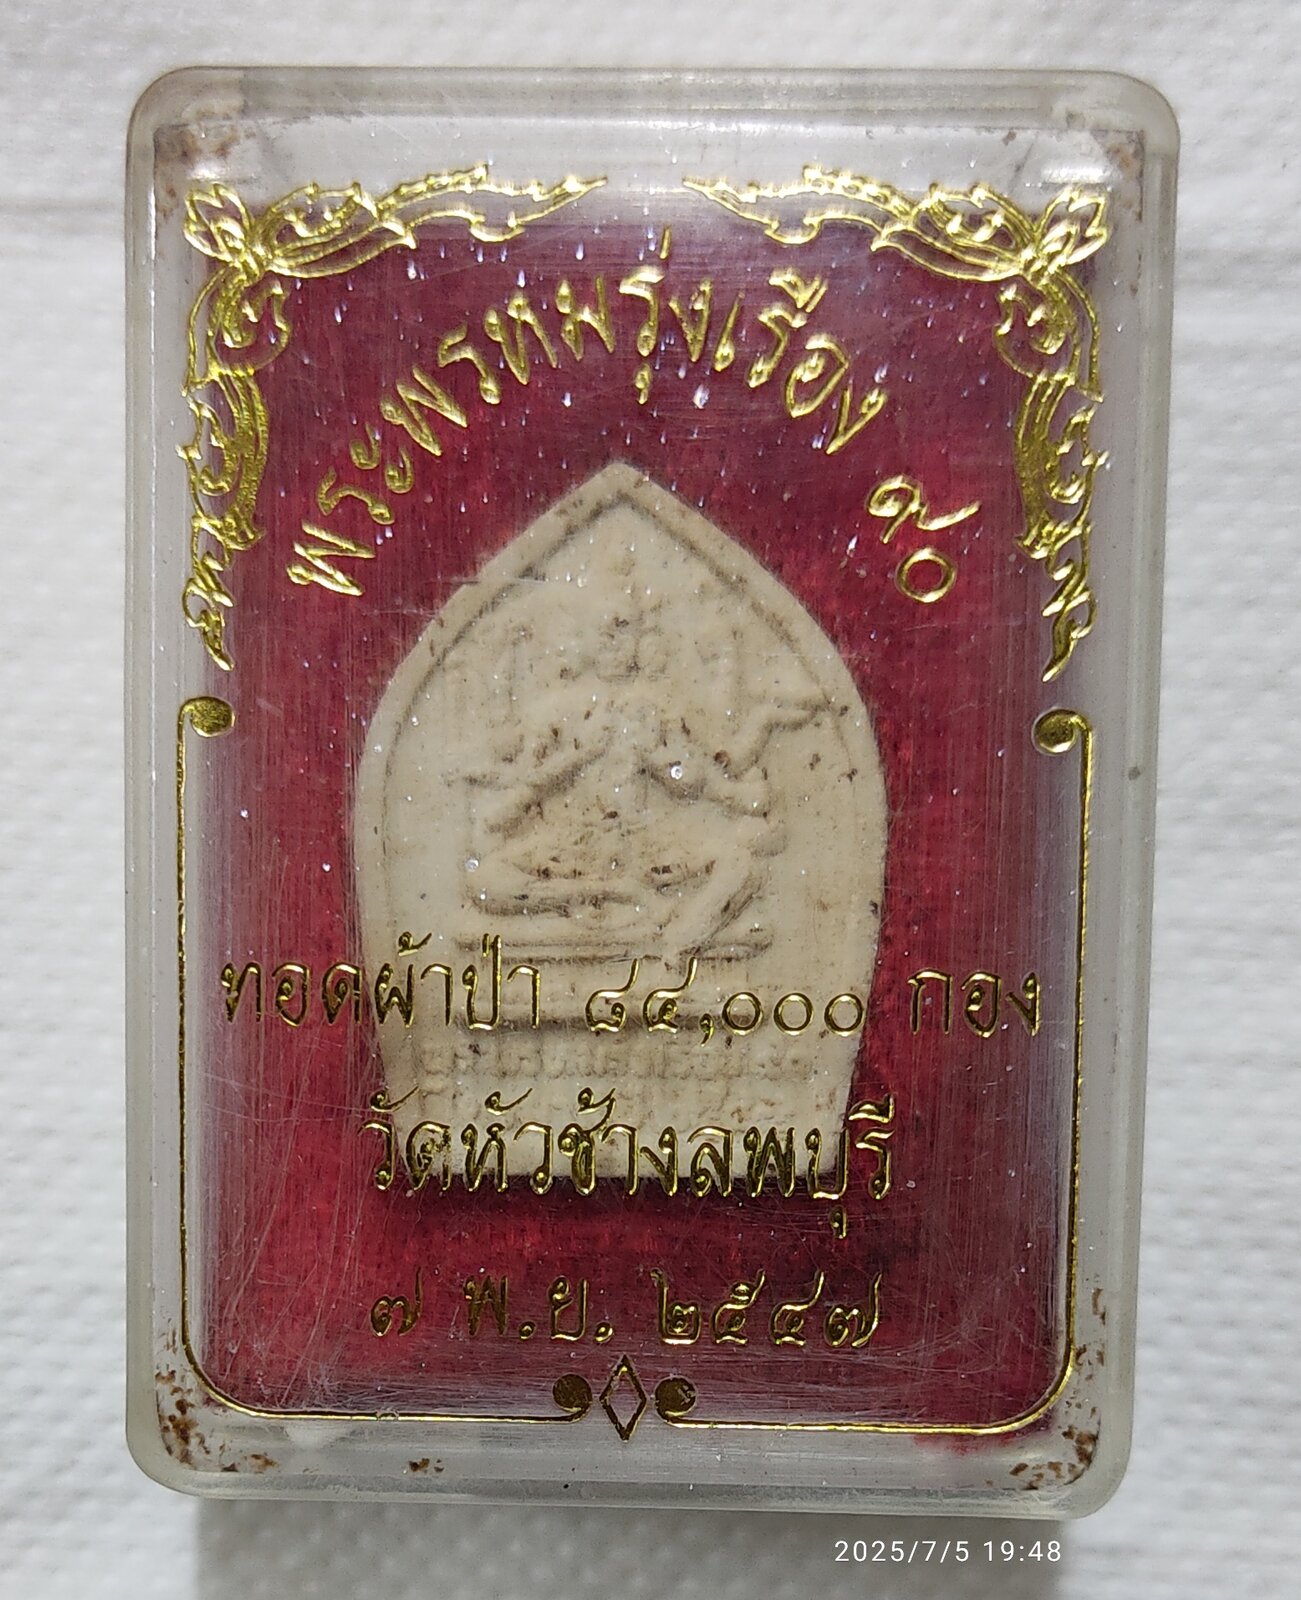 พระพรหมรุ่งเรือง ๙๐
ทอดผ้าป่า ๘๔,๐๐๐ กอง
วัดหัวช้างลพบุรี
๗ พ.ย. ๒๕๔๗
2025/7/5 19:48